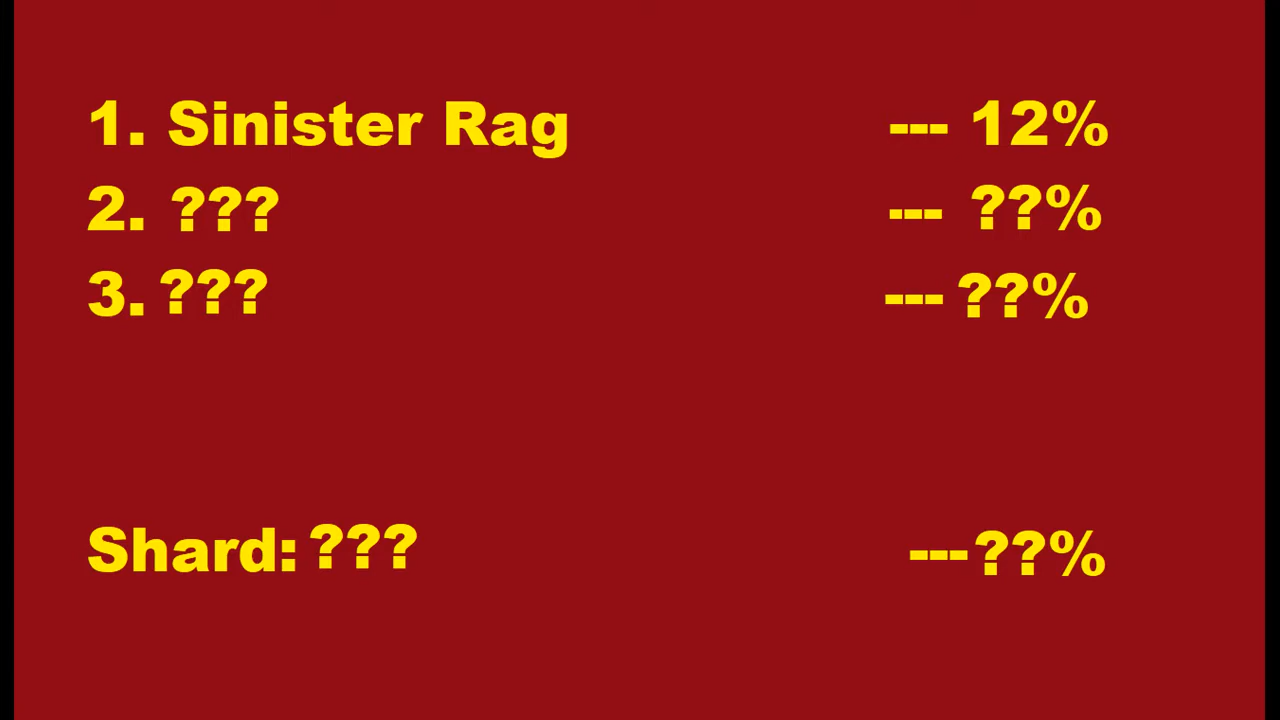 1. Sinister Rag --- 12%
2. ??? --- ??%
3. ??? --- ??%
Shard: ??? ---??%